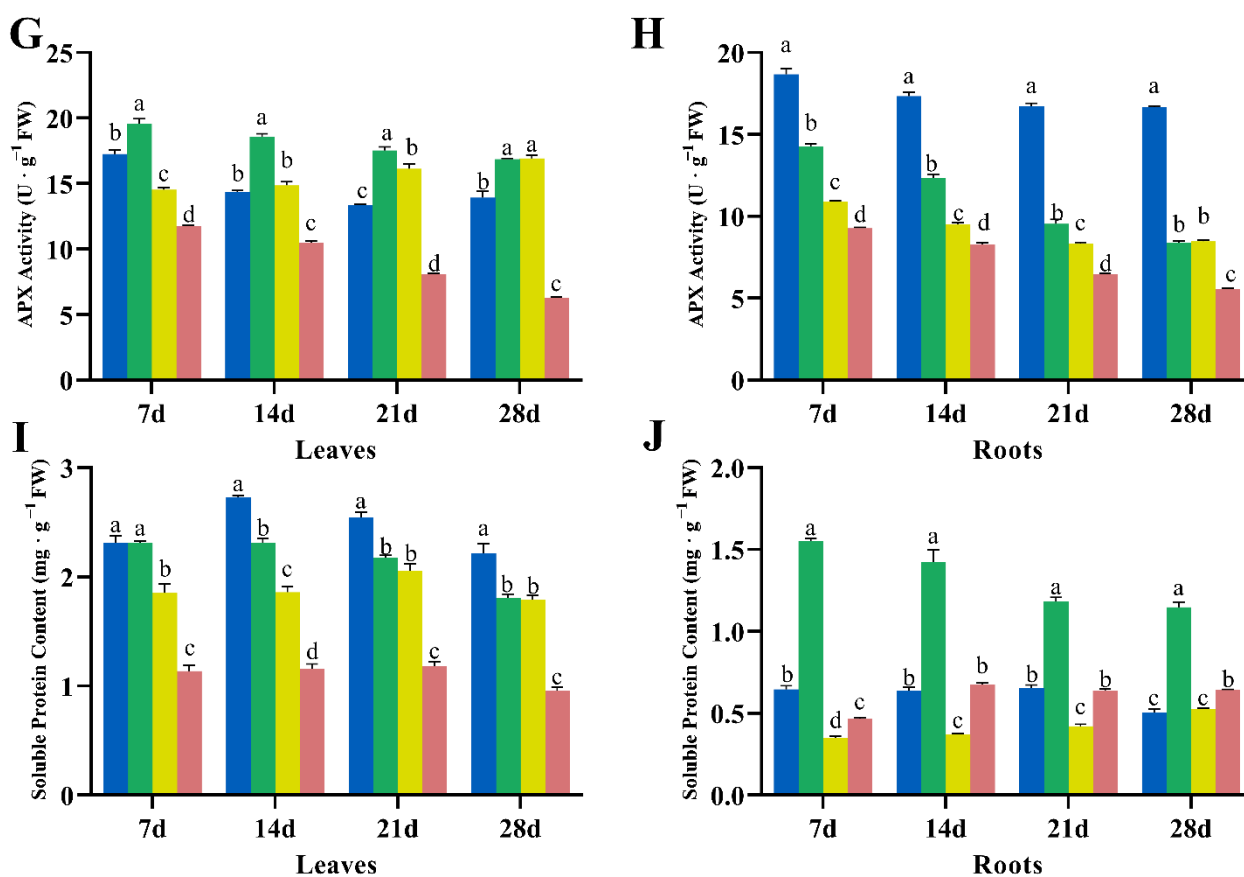 G
H
APX Activity (U · g⁻¹ FW)
25
20
15
10
5
0
b a c d
b a b c
c a b d
b a a c
7d 14d 21d 28d
Leaves
APX Activity (U · g⁻¹ FW)
20
15
10
5
0
a b c d
a b c d
a b c d
a b b c
7d 14d 21d 28d
Roots
I
J
Soluble Protein Content (mg · g⁻¹ FW)
3
2
1
0
a a b c
a b c d
a b b c
a b b c
7d 14d 21d 28d
Leaves
Soluble Protein Content (mg · g⁻¹ FW)
2.0
1.5
1.0
0.5
0.0
b a d c
b a c b
b a c b
c a c b
7d 14d 21d 28d
Roots